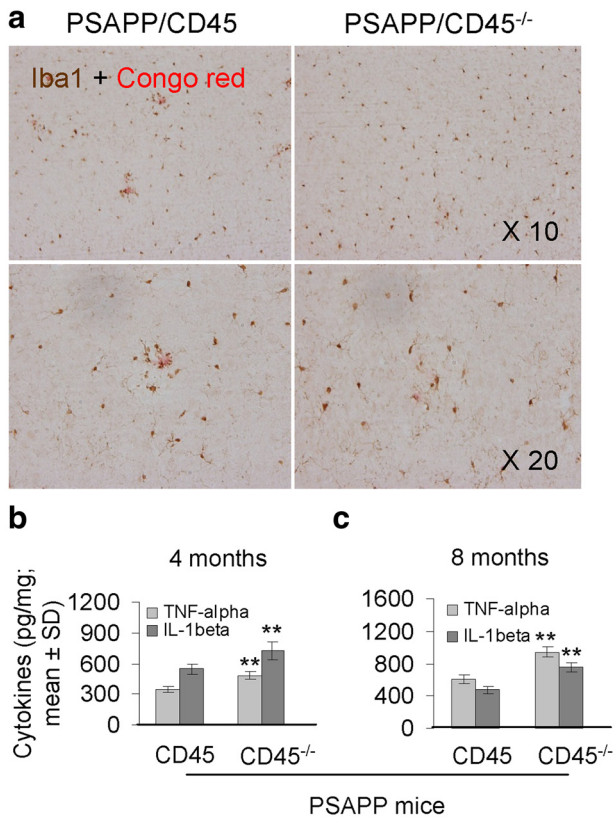 a
PSAPP/CD45
PSAPP/CD45-/-
Iba1 + Congo red
X 10
X 20
b
c
4 months
8 months
Cytokines (pg/mg; mean ± SD)
1200
900
600
300
0
TNF-alpha
IL-1beta
**
**
CD45
CD45-/-
1600
1200
800
400
0
TNF-alpha
IL-1beta
**
**
CD45
CD45-/-
PSAPP mice